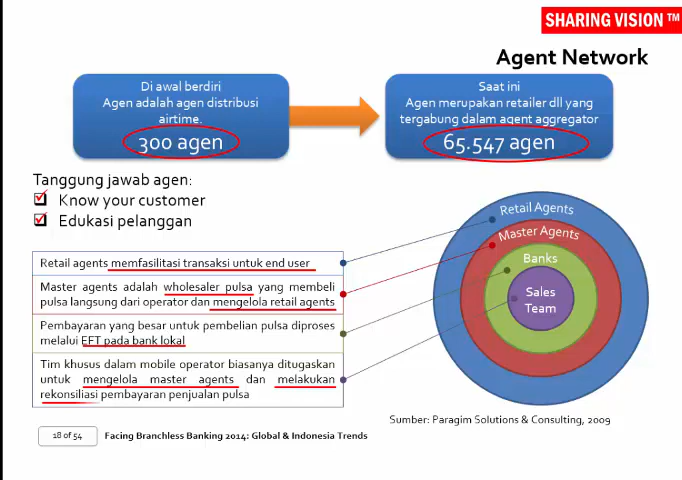 SHARING VISION ™
Agent Network
Di awal berdiri
Agen adalah agen distribusi
airtime.
300 agen
Saat ini
Agen merupakan retailer dll yang
tergabung dalam agent aggregator
65.547 agen
Tanggung jawab agen:
Know your customer
Edukasi pelanggan
Retail agents memfasilitasi transaksi untuk end user
Master agents adalah wholesaler pulsa yang membeli
pulsa langsung dari operator dan mengelola retail agents
Pembayaran yang besar untuk pembelian pulsa diproses
melalui EFT pada bank lokal
Tim khusus dalam mobile operator biasanya ditugaskan
untuk mengelola master agents dan melakukan
rekonsiliasi pembayaran penjualan pulsa
Retail Agents
Master Agents
Banks
Sales
Team
Sumber: Paragim Solutions & Consulting, 2009
18 of 54
Facing Branchless Banking 2014: Global & Indonesia Trends